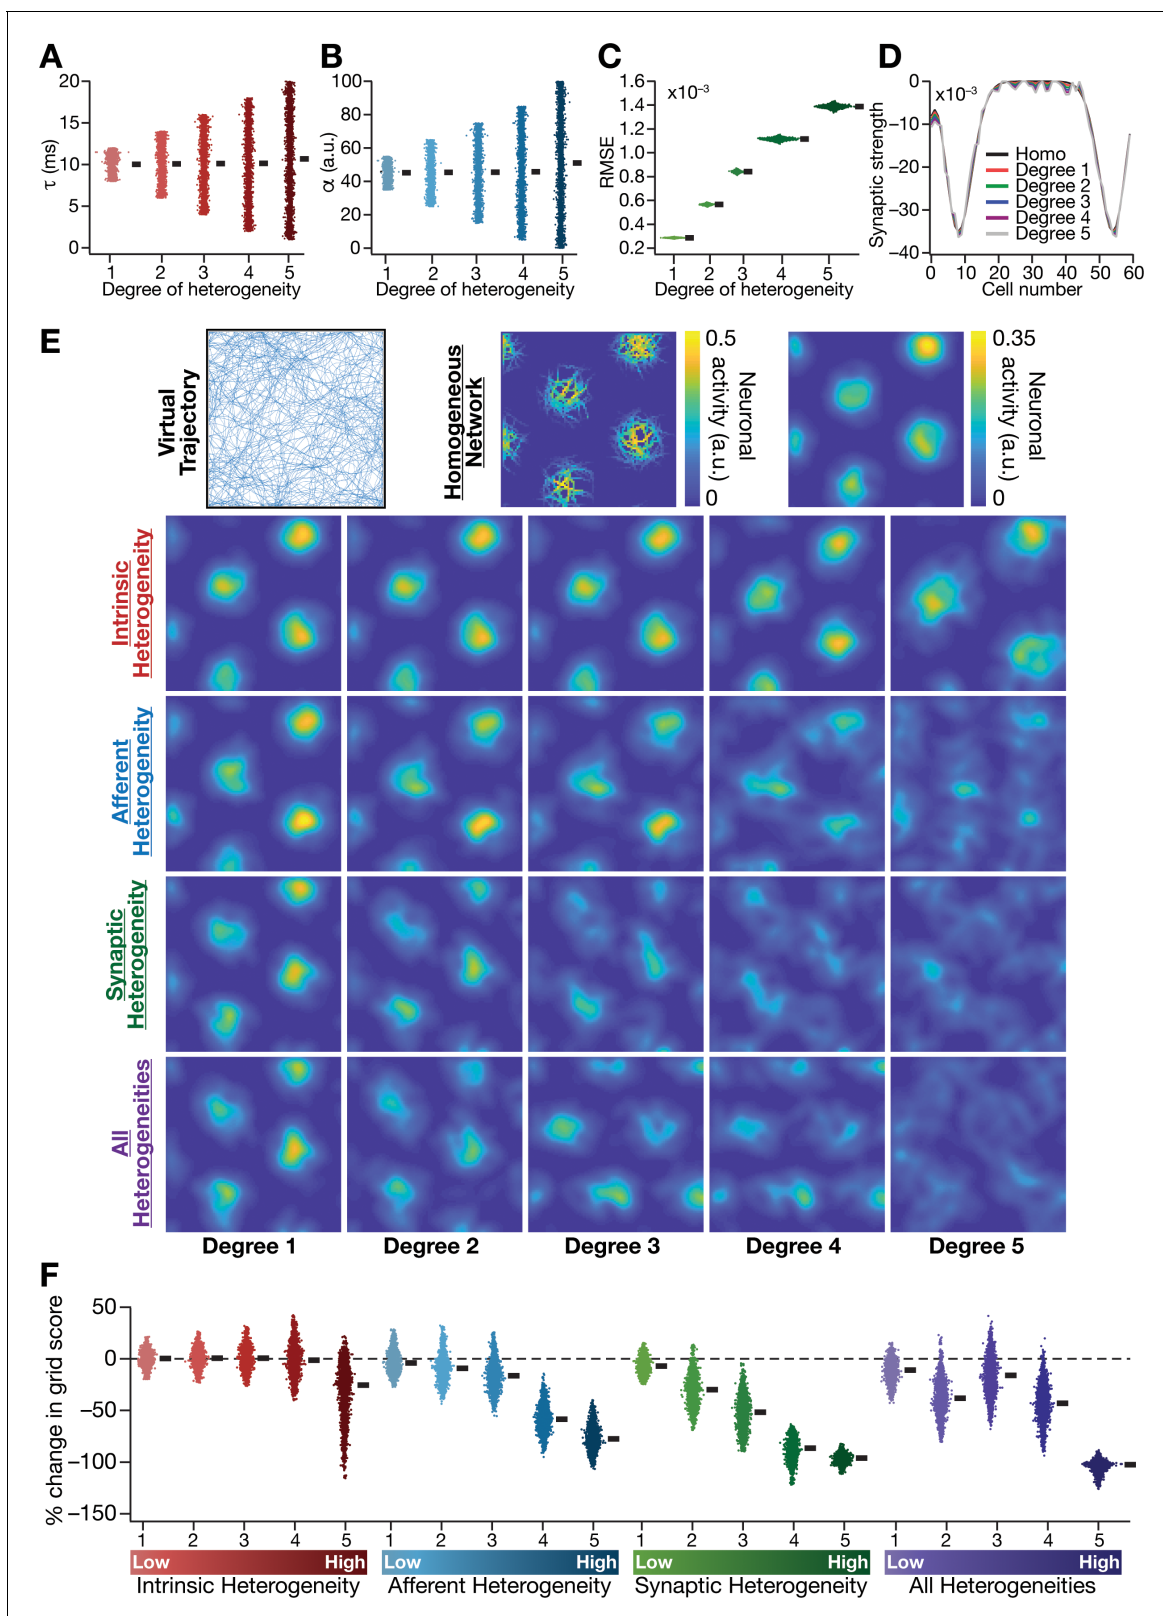 A
20
15
10
5
0
τ (ms)
1 2 3 4 5
Degree of heterogeneity
B
100
80
60
40
20
0
α (a.u.)
1 2 3 4 5
Degree of heterogeneity
C
1.6
1.4
1.2
1.0
0.8
0.6
0.4
0.2
x10⁻³
RMSE
1 2 3 4 5
Degree of heterogeneity
D
0
−10
−20
−30
−40
x10⁻³
Synaptic strength
Homo
Degree 1
Degree 2
Degree 3
Degree 4
Degree 5
0 10 20 30 40 50 60
Cell number
E
Virtual
Trajectory
Homogeneous
Network
0.5
0
Neuronal
activity (a.u.)
0.35
0
Neuronal
activity (a.u.)
Intrinsic
Heterogeneity
Afferent
Heterogeneity
Synaptic
Heterogeneity
All
Heterogeneities
Degree 1 Degree 2 Degree 3 Degree 4 Degree 5
F
50
0
−50
−100
−150
% change in grid score
1 2 3 4 5 1 2 3 4 5 1 2 3 4 5 1 2 3 4 5
Low High Low High Low High Low High
Intrinsic Heterogeneity Afferent Heterogeneity Synaptic Heterogeneity All Heterogeneities